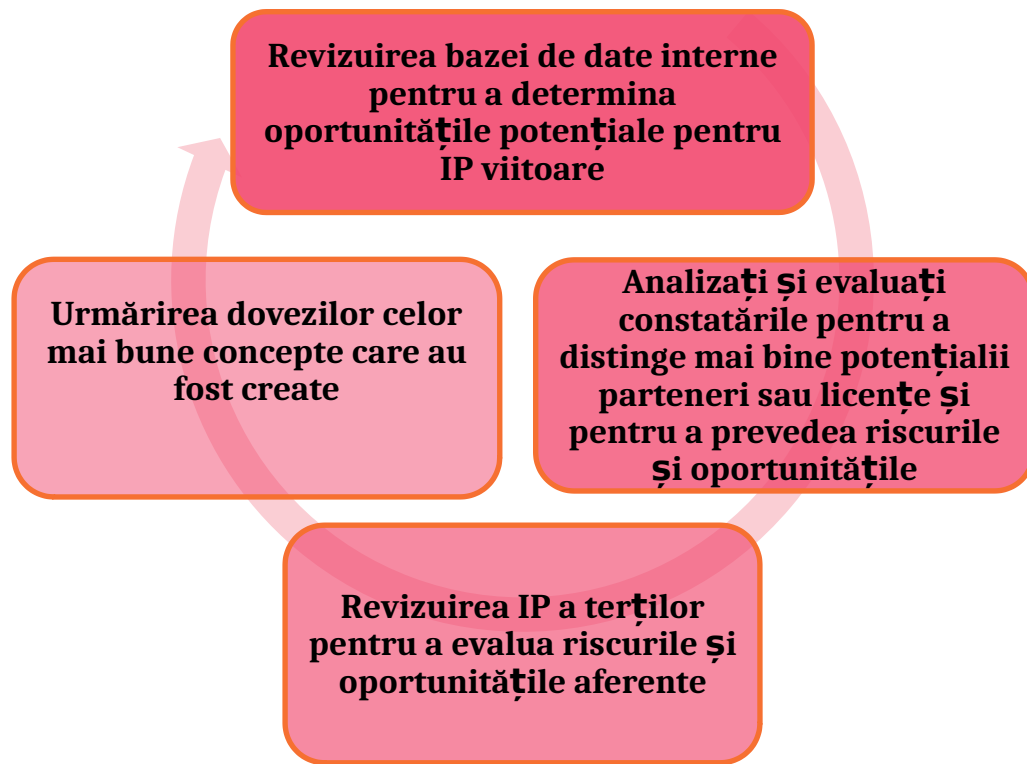 Revizuirea bazei de date interne
pentru a determina
oportunitățile potențiale pentru
IP viitoare
Analizați și evaluați
constatările pentru a
distinge mai bine potențialii
parteneri sau licențe și
pentru a prevedea riscurile
și oportunitățile
Revizuirea IP a terților
pentru a evalua riscurile și
oportunitățile aferente
Urmărirea dovezilor celor
mai bune concepte care au
fost create